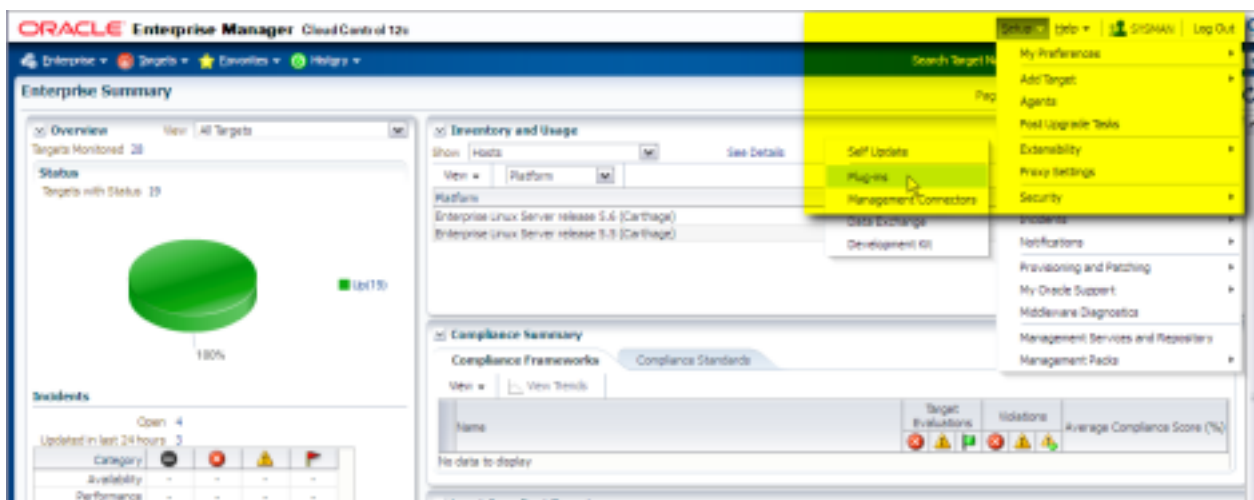 ORACLE Enterprise Manager Cloud Control 12c
Setup Help SYSMAN Log Out
Enterprise Targets Favorites History
Search Target
Enterprise Summary
Overview View All Targets
Targets Monitored 28
Status
Targets with Status 19
Up(19)
100%
Incidents
Open 4
Updated in last 24 hours 3
Category
Availability - - - -
Performance - - - -
Inventory and Usage
Show Hosts See Details
View Platform
Platform
Enterprise Linux Server release 5.6 (Carthage)
Enterprise Linux Server release 5.5 (Carthage)
Compliance Summary
Compliance Frameworks Compliance Standards
View View Trends
Name Target Evaluations Violations Average Compliance Score (%)
No data to display
My Preferences
Add Target
Agents
Post Upgrade Tasks
Extensibility
Proxy Settings
Security
Incidents
Notifications
Provisioning and Patching
My Oracle Support
Middleware Diagnostics
Management Services and Repository
Management Packs
Self Update
Plug-ins
Management Connectors
Data Exchange
Development Kit